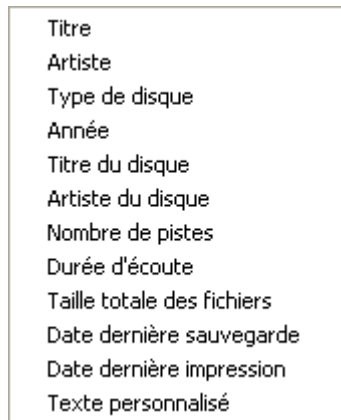 Titre
Artiste
Type de disque
Année
Titre du disque
Artiste du disque
Nombre de pistes
Durée d'écoute
Taille totale des fichiers
Date dernière sauvegarde
Date dernière impression
Texte personnalisé